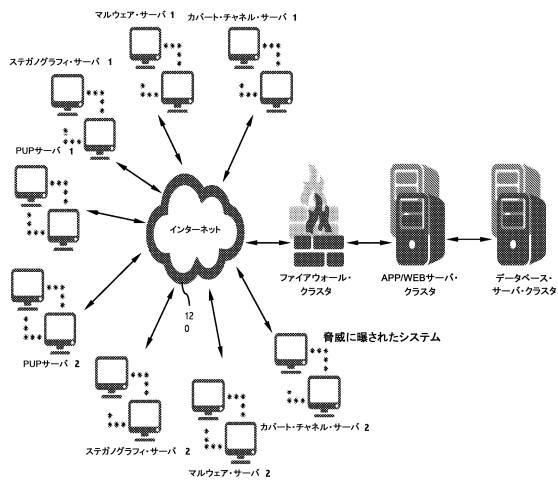 マルウェア・サーバ 1
カバート・チャネル・サーバ 1
ステガノグラフィ・サーバ 1
PUPサーバ 1
インターネット
ファイアウォール・
クラスタ
APP/WEBサーバ・
クラスタ
データベース・
サーバ・クラスタ
12
0
脅威に曝されたシステム
PUPサーバ 2
ステガノグラフィ・サーバ 2
マルウェア・サーバ 2
カバート・チャネル・サーバ 2